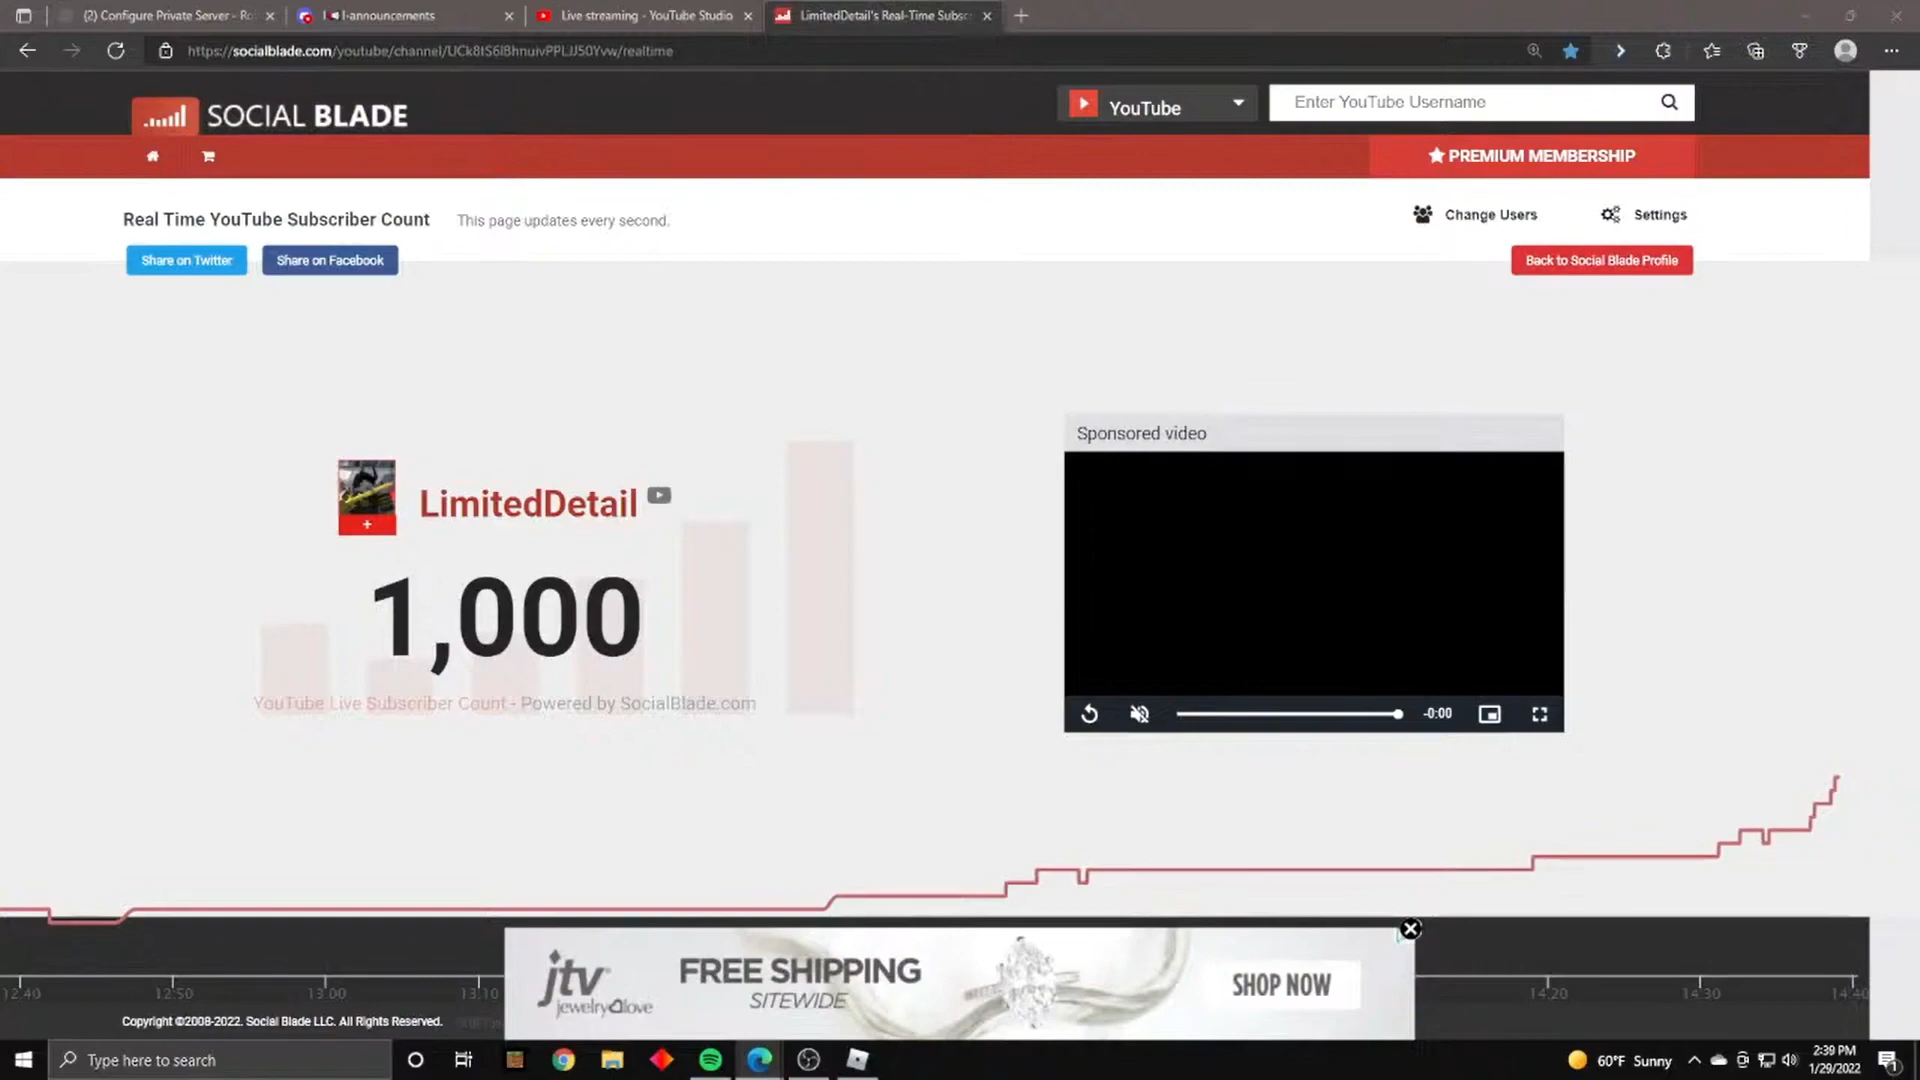 (2) Configure Private Server - Ro
-announcements
Live streaming - YouTube Studio
LimitedDetail's Real-Time Subsc
https://socialblade.com/youtube/channel/UCk8tS6I8hnuivPPLJJ50Yvw/realtime
SOCIAL BLADE
YouTube
Enter YouTube Username
PREMIUM MEMBERSHIP
Real Time YouTube Subscriber Count
This page updates every second.
Change Users
Settings
Share on Twitter
Share on Facebook
Back to Social Blade Profile
Sponsored video
LimitedDetail
1,000
YouTube Live Subscriber Count - Powered by SocialBlade.com
-0:00
12:40
12:50
13:00
13:10
14:20
14:30
14:40
jtv
jewelry love
FREE SHIPPING
SITEWIDE
SHOP NOW
Copyright ©2008-2022. Social Blade LLC. All Rights Reserved.
Type here to search
60°F Sunny
2:39 PM
1/29/2022
1